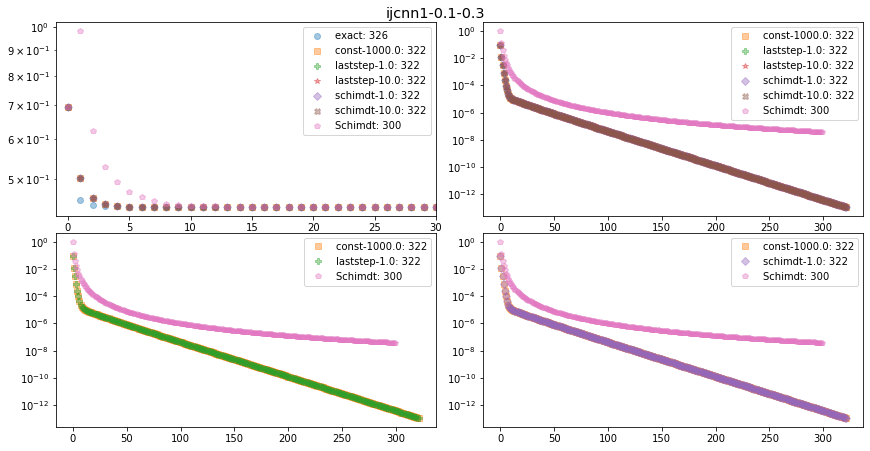 ijcnn1-0.1-0.3
10⁰
9 × 10⁻¹
8 × 10⁻¹
7 × 10⁻¹
6 × 10⁻¹
5 × 10⁻¹
0 5 10 15 20 25 30
exact: 326
const-1000.0: 322
laststep-1.0: 322
laststep-10.0: 322
schimdt-1.0: 322
schimdt-10.0: 322
Schimdt: 300
10⁰
10⁻²
10⁻⁴
10⁻⁶
10⁻⁸
10⁻¹⁰
10⁻¹²
0 50 100 150 200 250 300
const-1000.0: 322
laststep-1.0: 322
laststep-10.0: 322
schimdt-1.0: 322
schimdt-10.0: 322
Schimdt: 300
10⁰
10⁻²
10⁻⁴
10⁻⁶
10⁻⁸
10⁻¹⁰
10⁻¹²
0 50 100 150 200 250 300
const-1000.0: 322
laststep-1.0: 322
Schimdt: 300
10⁰
10⁻²
10⁻⁴
10⁻⁶
10⁻⁸
10⁻¹⁰
10⁻¹²
0 50 100 150 200 250 300
const-1000.0: 322
schimdt-1.0: 322
Schimdt: 300